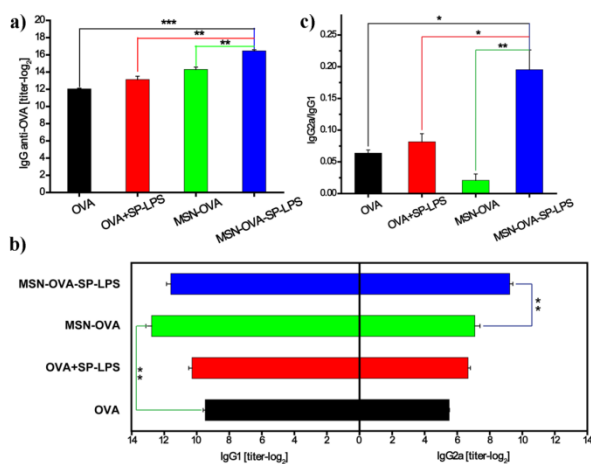 a)
IgG anti-OVA [titer-log2]
20
18
16
14
12
10
8
6
4
2
0
***
**
**
OVA
OVA+SP-LPS
MSN-OVA
MSN-OVA-SP-LPS
c)
IgG2a/IgG1
0.25
0.20
0.15
0.10
0.05
0.00
*
*
**
OVA
OVA+SP-LPS
MSN-OVA
MSN-OVA-SP-LPS
b)
MSN-OVA-SP-LPS
MSN-OVA
OVA+SP-LPS
OVA
**
**
14 12 10 8 6 4 2 0 2 4 6 8 10 12 14
IgG1 [titer-log2] IgG2a [titer-log2]